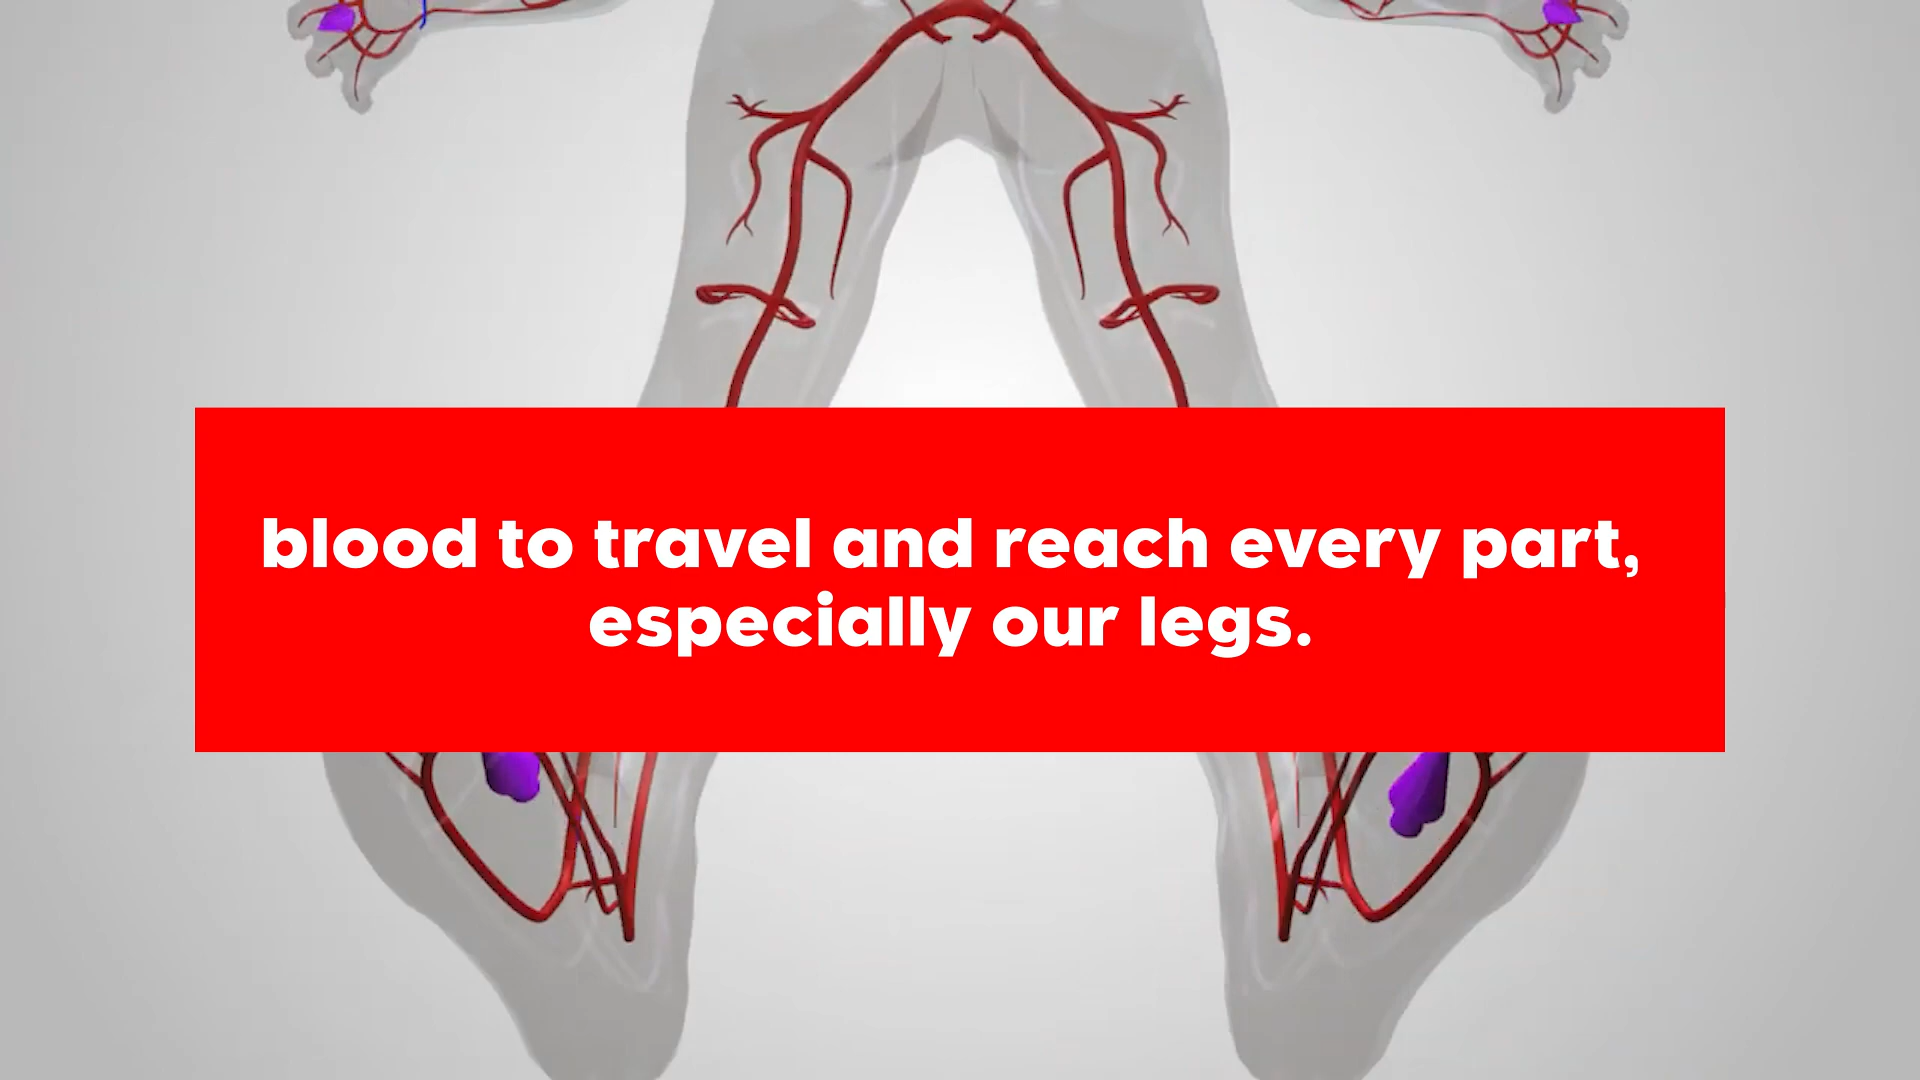 blood to travel and reach every part,
especially our legs.